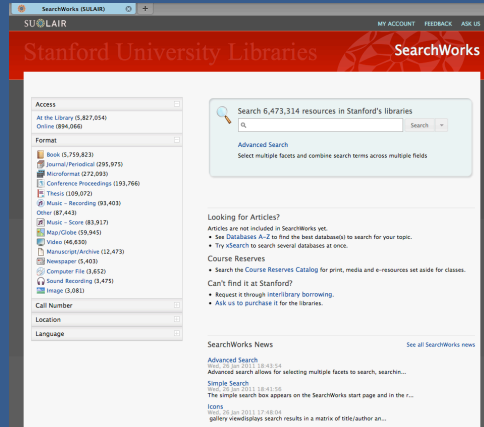 SearchWorks (SULAIR)
SULAIR
MY ACCOUNT FEEDBACK ASK US
Stanford University Libraries
SearchWorks
Access
At the Library (5,827,054)
Online (894,066)
Format
Book (5,759,823)
Journal/Periodical (295,975)
Microformat (272,093)
Conference Proceedings (193,766)
Thesis (109,072)
Music - Recording (93,403)
Other (87,443)
Music - Score (83,917)
Map/Globe (59,945)
Video (46,630)
Manuscript/Archive (12,473)
Newspaper (5,403)
Computer File (3,652)
Sound Recording (3,475)
Image (3,081)
Call Number
Location
Language
Search 6,473,314 resources in Stanford's libraries
Search
Advanced Search
Select multiple facets and combine search terms across multiple fields
Looking for Articles?
Articles are not included in SearchWorks yet.
• See Databases A-Z to find the best database(s) to search for your topic.
• Try xSearch to search several databases at once.
Course Reserves
• Search the Course Reserves Catalog for print, media and e-resources set aside for classes.
Can't find it at Stanford?
• Request it through interlibrary borrowing.
• Ask us to purchase it for the libraries.
SearchWorks News
See all SearchWorks news
Advanced Search
Wed, 26 Jan 2011 18:43:54
Advanced search allows for selecting multiple facets to search, searchin...
Simple Search
Wed, 26 Jan 2011 18:41:58
The simple search box appears on the SearchWorks start page and in the r...
Icons
Wed, 26 Jan 2011 17:48:04
gallery viewdisplays search results in a matrix of title/author an...